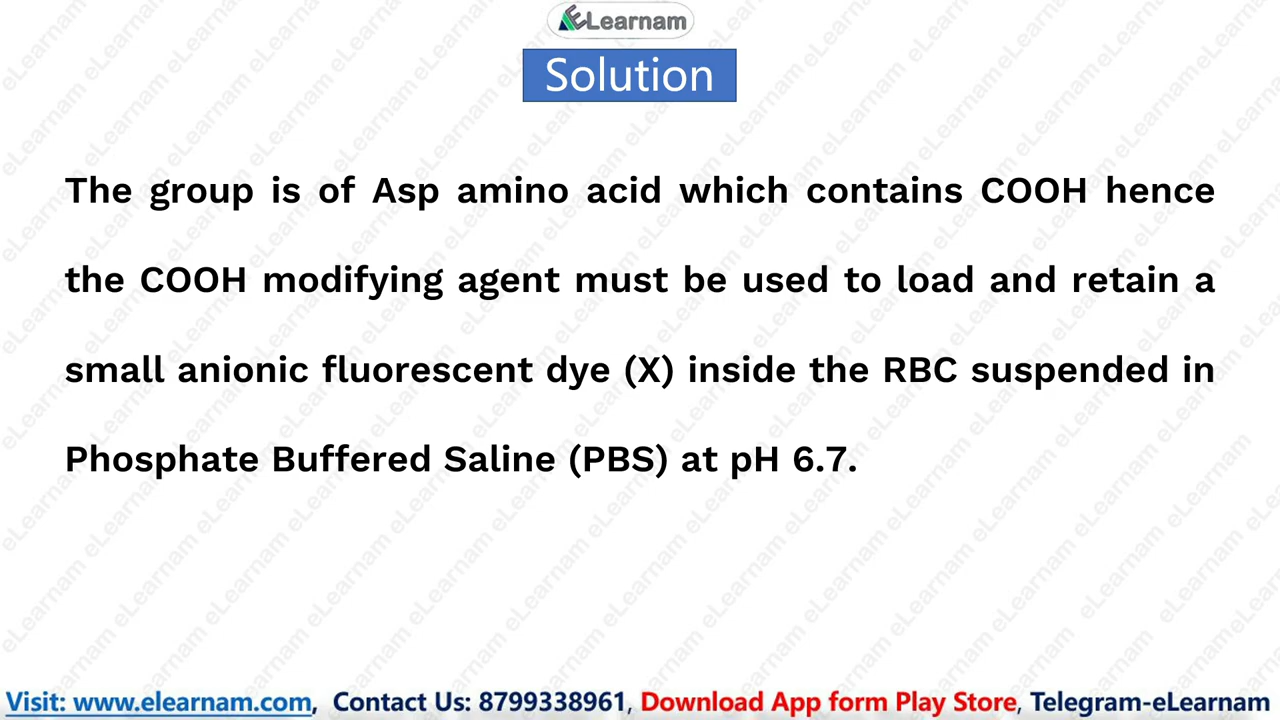 ELearnam
Solution
The group is of Asp amino acid which contains COOH hence
the COOH modifying agent must be used to load and retain a
small anionic fluorescent dye (X) inside the RBC suspended in
Phosphate Buffered Saline (PBS) at pH 6.7.
Visit: www.elearnam.com, Contact Us: 8799338961, Download App form Play Store, Telegram-eLearnam